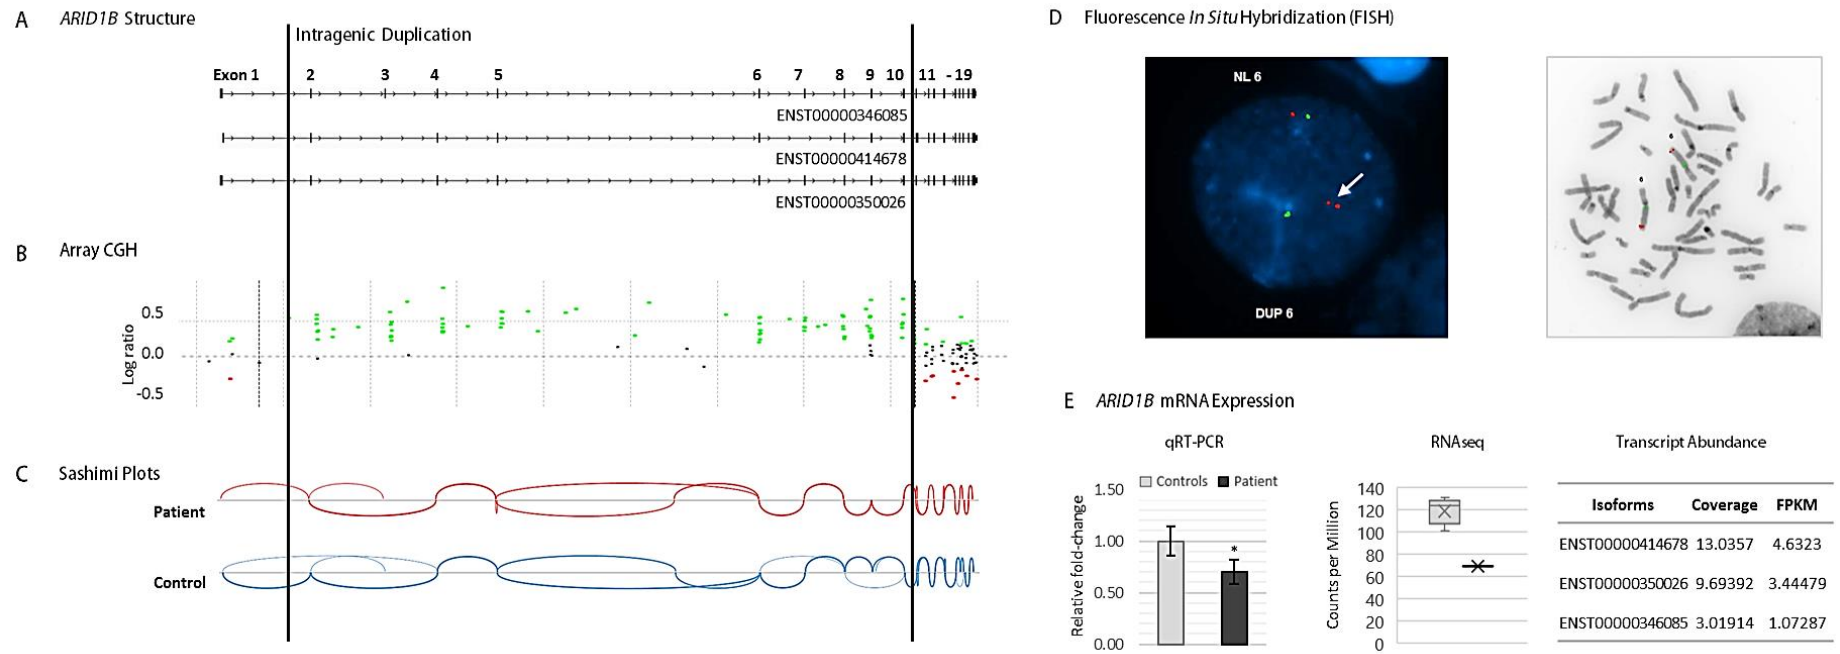 A ARID1B Structure
Intragenic Duplication
Exon 1 2 3 4 5 6 7 8 9 10 11 -19
ENST00000346085
ENST00000414678
ENST00000350026
B Array CGH
Log ratio
0.5
0.0
-0.5
C Sashimi Plots
Patient
Control
D Fluorescence In Situ Hybridization (FISH)
NL 6
DUP 6
6
6
E ARID1B mRNA Expression
qRT-PCR
Controls Patient
Relative fold-change
1.50
1.00
0.50
0.00
*
RNAseq
Counts per Million
140
120
100
80
60
40
20
0
Transcript Abundance
Isoforms Coverage FPKM
ENST00000414678 13.0357 4.6323
ENST00000350026 9.69392 3.44479
ENST00000346085 3.01914 1.07287